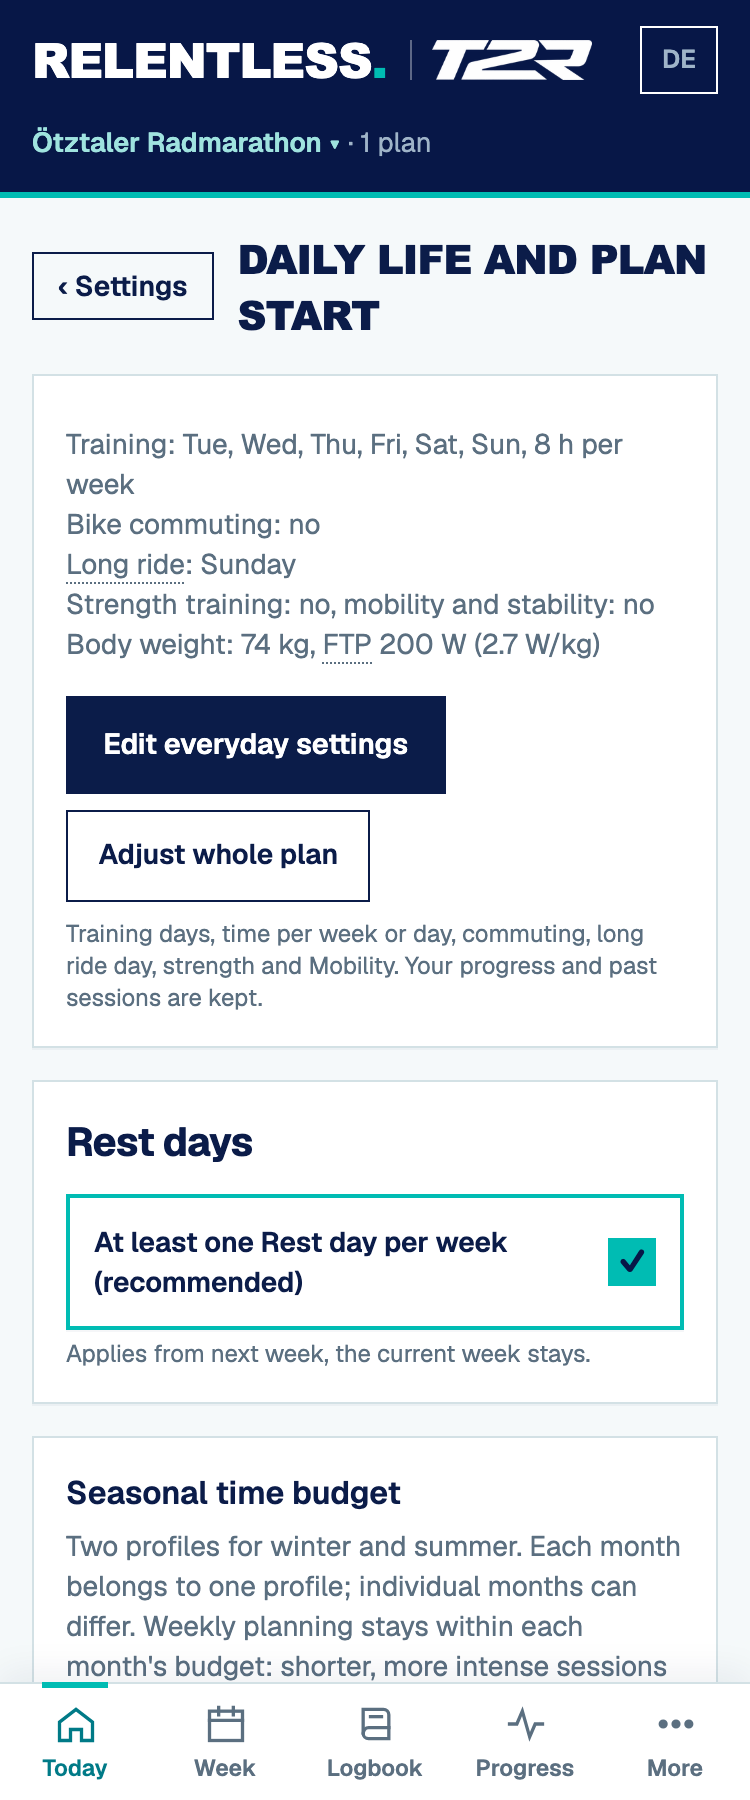 RELENTLESS. T2R DE
Ötztaler Radmarathon ▾ · 1 plan
‹ Settings
DAILY LIFE AND PLAN
START
Training: Tue, Wed, Thu, Fri, Sat, Sun, 8 h per
week
Bike commuting: no
Long ride: Sunday
Strength training: no, mobility and stability: no
Body weight: 74 kg, FTP 200 W (2.7 W/kg)
Edit everyday settings
Adjust whole plan
Training days, time per week or day, commuting, long
ride day, strength and Mobility. Your progress and past
sessions are kept.
Rest days
At least one Rest day per week
(recommended)
Applies from next week, the current week stays.
Seasonal time budget
Two profiles for winter and summer. Each month
belongs to one profile; individual months can
differ. Weekly planning stays within each
month's budget: shorter, more intense sessions
Today
Week
Logbook
Progress
More